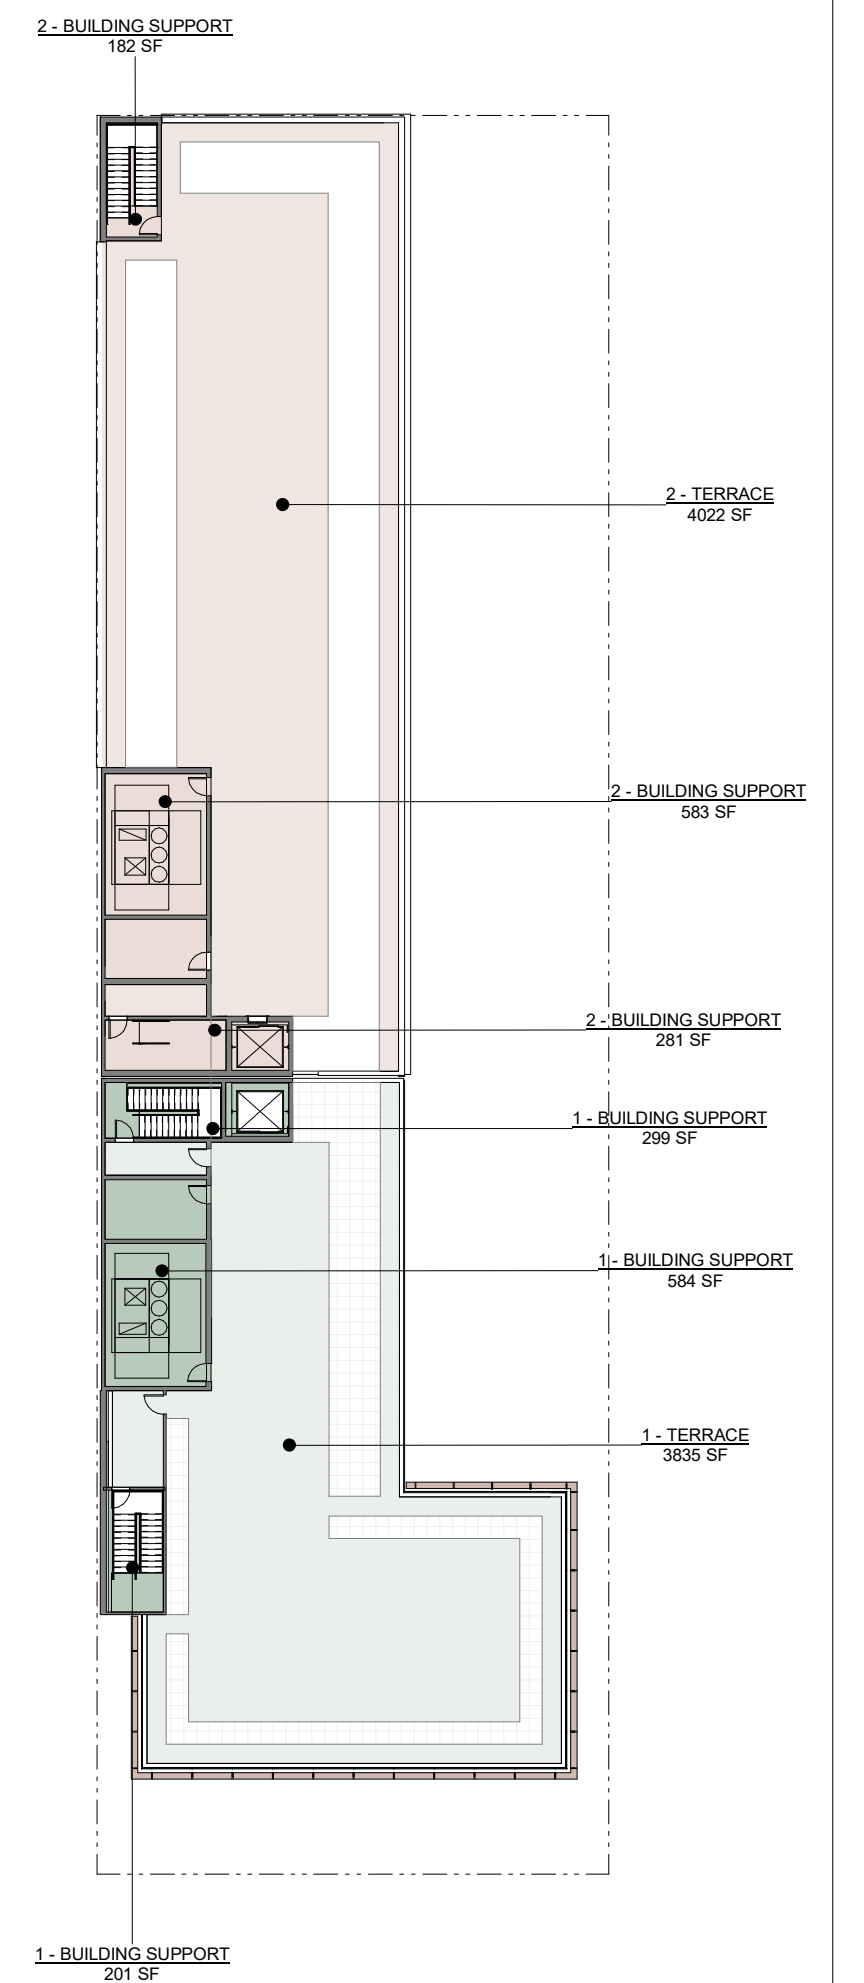 2 - BUILDING SUPPORT
182 SF
2 - TERRACE
4022 SF
2 - BUILDING SUPPORT
583 SF
2 - BUILDING SUPPORT
281 SF
1 - BUILDING SUPPORT
299 SF
1 - BUILDING SUPPORT
584 SF
1 - TERRACE
3835 SF
1 - BUILDING SUPPORT
201 SF